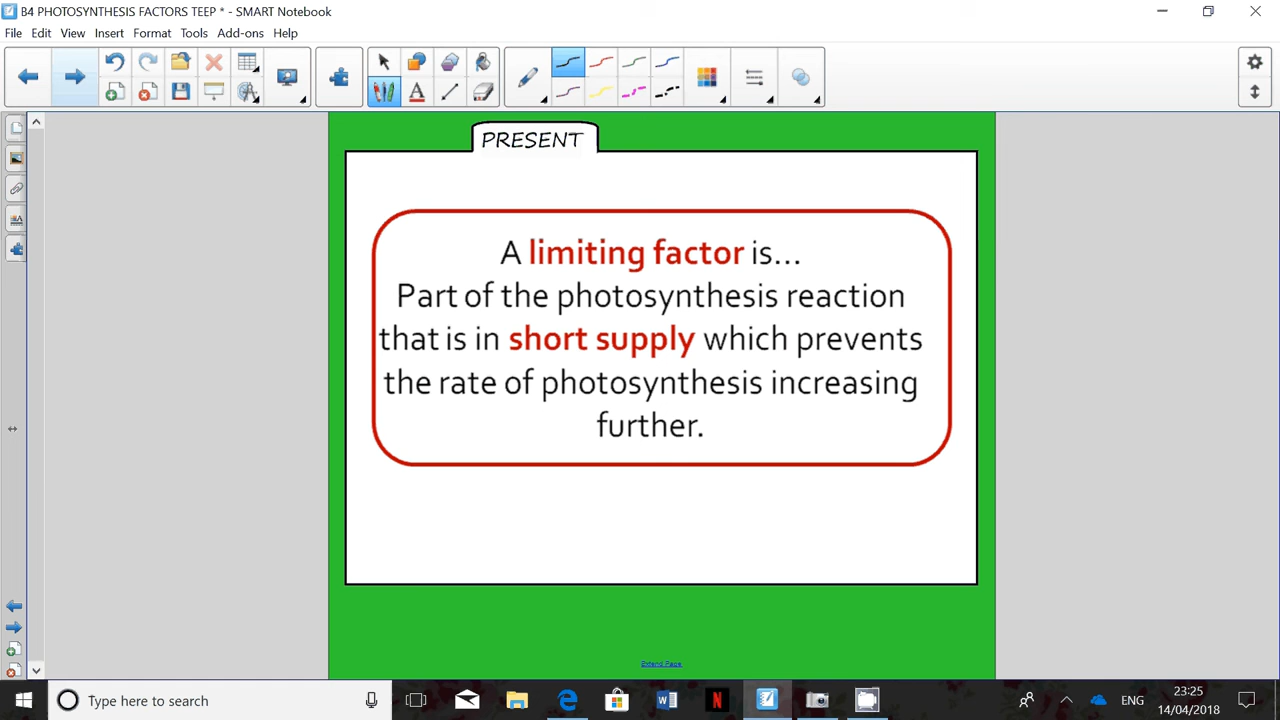 B4 PHOTOSYNTHESIS FACTORS TEEP * - SMART Notebook
File Edit View Insert Format Tools Add-ons Help
PRESENT
A limiting factor is...
Part of the photosynthesis reaction
that is in short supply which prevents
the rate of photosynthesis increasing
further.
Extend Page
Type here to search
ENG
23:25
14/04/2018